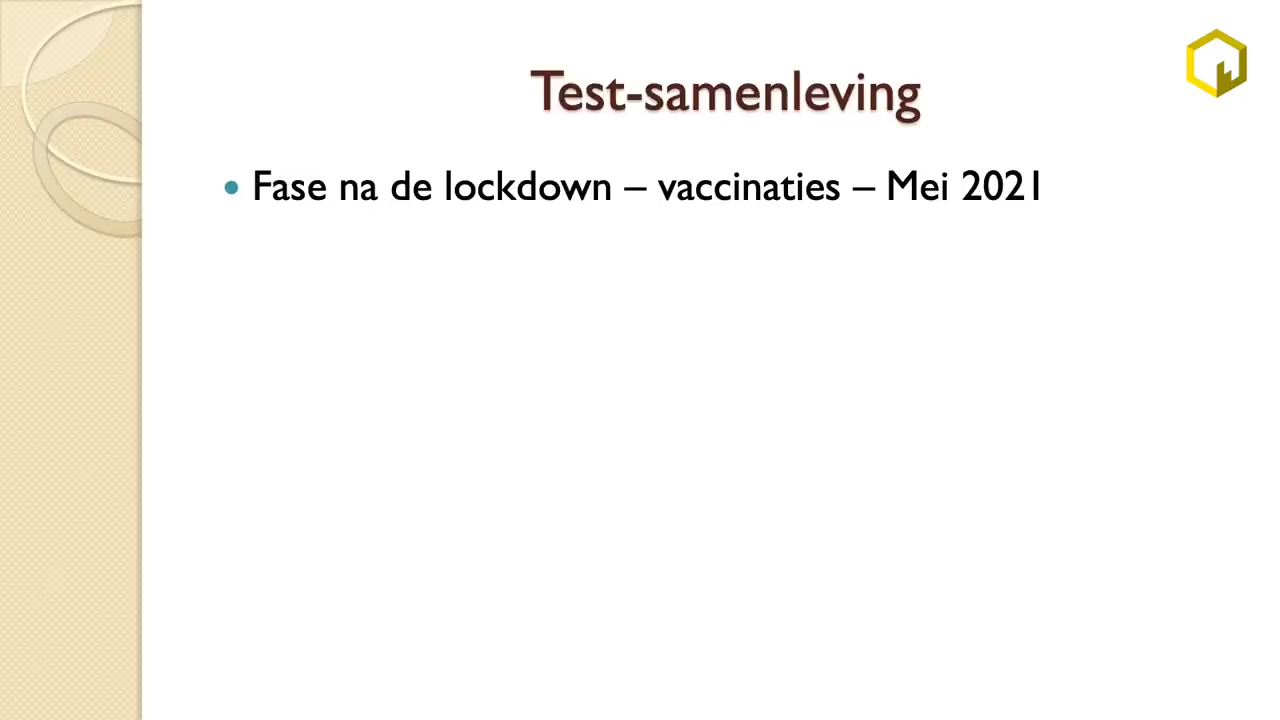 Test-samenleving
• Fase na de lockdown – vaccinaties – Mei 2021